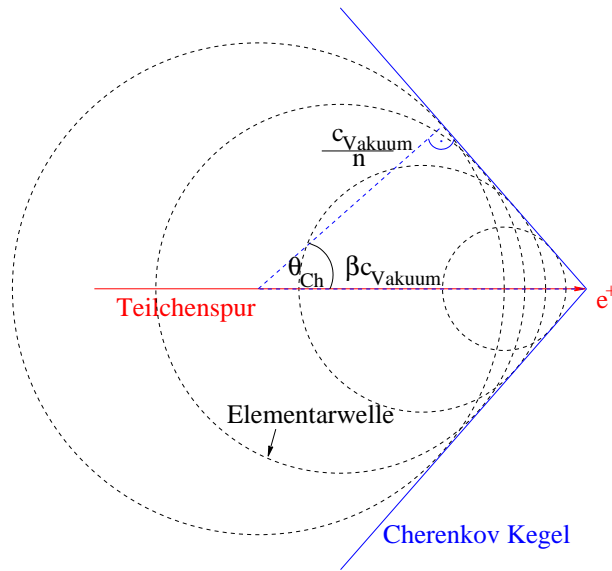 c_Vakuum
n
θ_Ch
βc_Vakuum
Teilchenspur
e⁺
Elementarwelle
Cherenkov Kegel